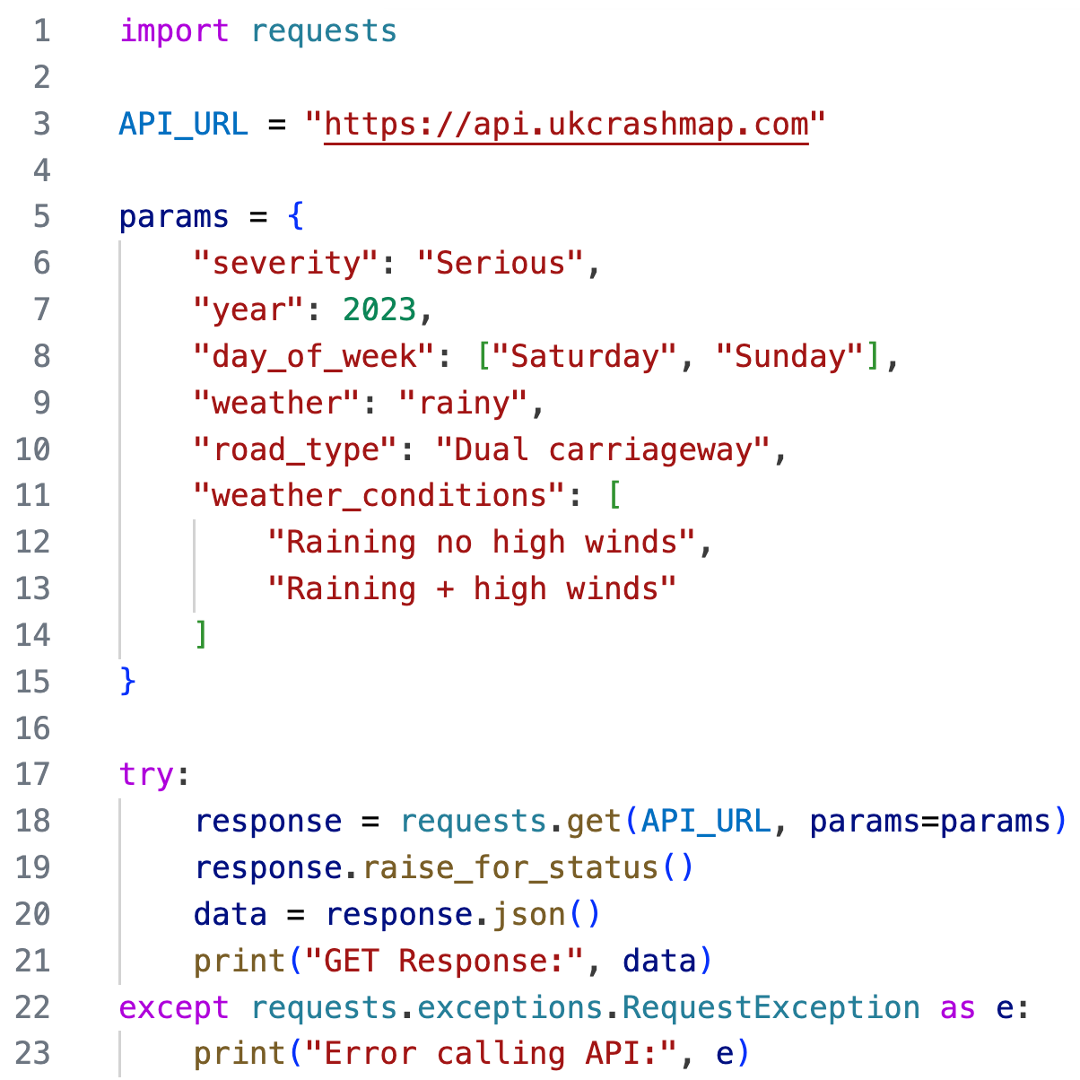 1 import requests
2
3 API_URL = "https://api.ukcrashmap.com"
4
5 params = {
6     "severity": "Serious",
7     "year": 2023,
8     "day_of_week": ["Saturday", "Sunday"],
9     "weather": "rainy",
10     "road_type": "Dual carriageway",
11     "weather_conditions": [
12         "Raining no high winds",
13         "Raining + high winds"
14     ]
15 }
16
17 try:
18     response = requests.get(API_URL, params=params)
19     response.raise_for_status()
20     data = response.json()
21     print("GET Response:", data)
22 except requests.exceptions.RequestException as e:
23     print("Error calling API:", e)